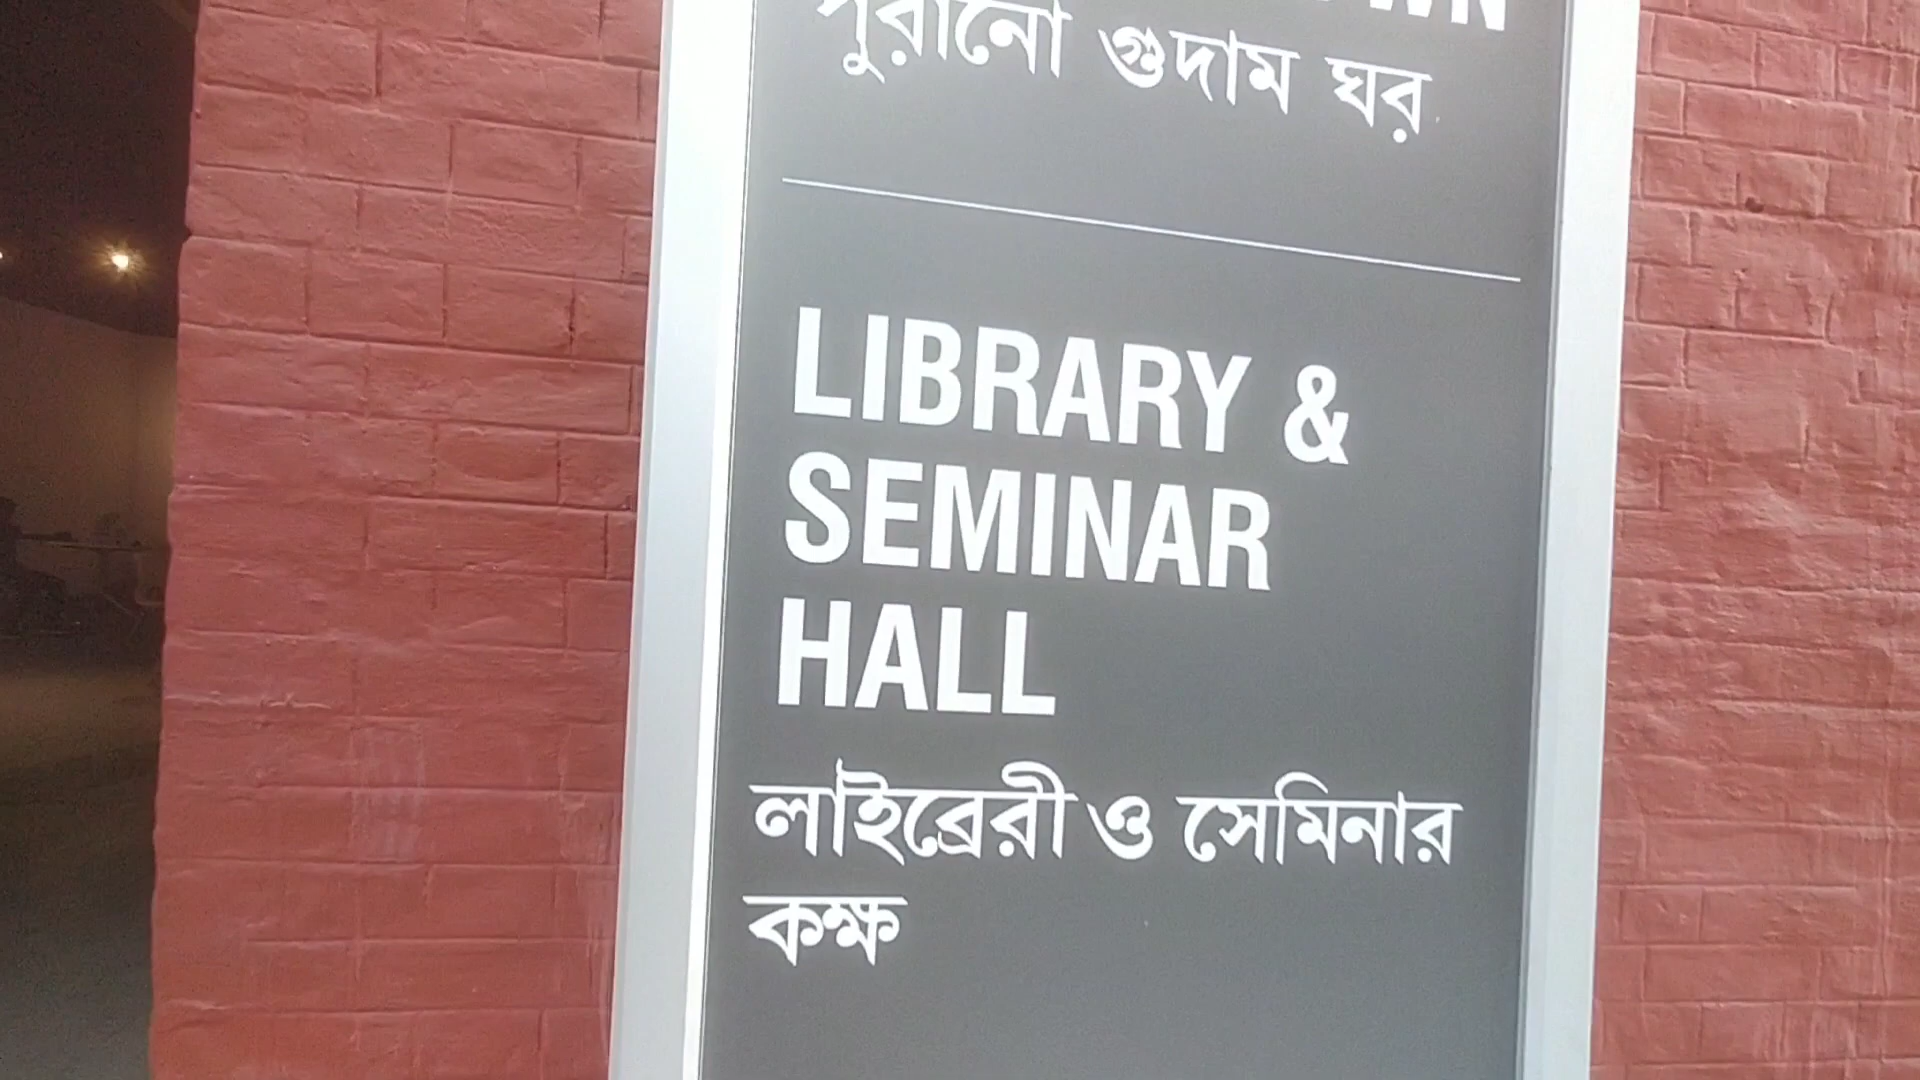 পুরানো গুদাম ঘর
LIBRARY &
SEMINAR
HALL
লাইব্রেরী ও সেমিনার
কক্ষ